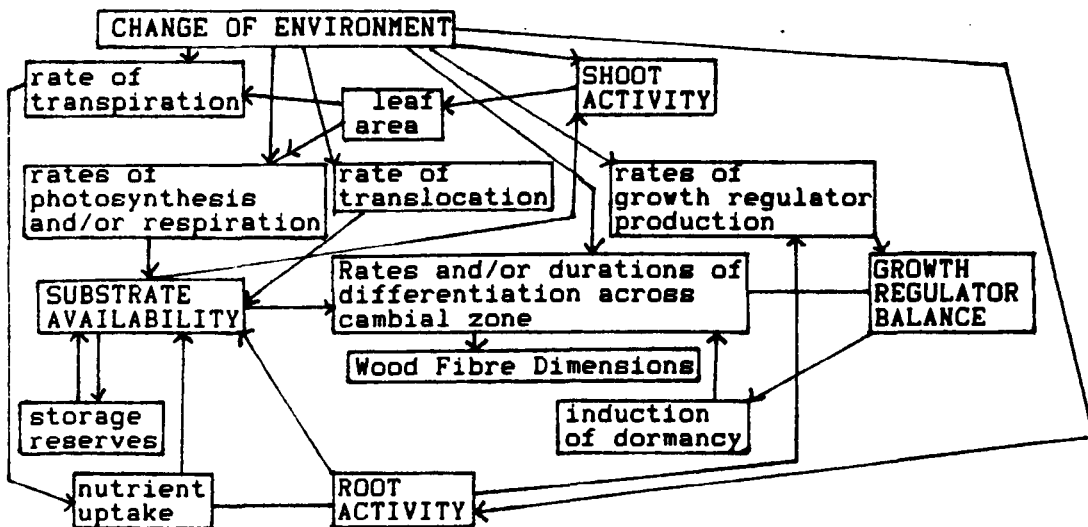 CHANGE OF ENVIRONMENT
rate of
transpiration
leaf
area
SHOOT
ACTIVITY
rates of
photosynthesis
and/or respiration
rate of
translocation
rates of
growth regulator
production
SUBSTRATE
AVAILABILITY
Rates and/or durations of
differentiation across
cambial zone
GROWTH
REGULATOR
BALANCE
Wood Fibre Dimensions
storage
reserves
induction
of dormancy
nutrient
uptake
ROOT
ACTIVITY